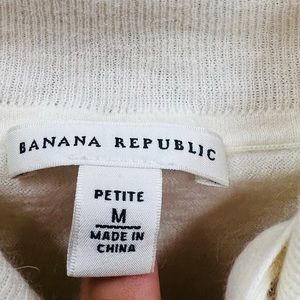 BANANA REPUBLIC
PETITE
M
MADE IN
CHINA